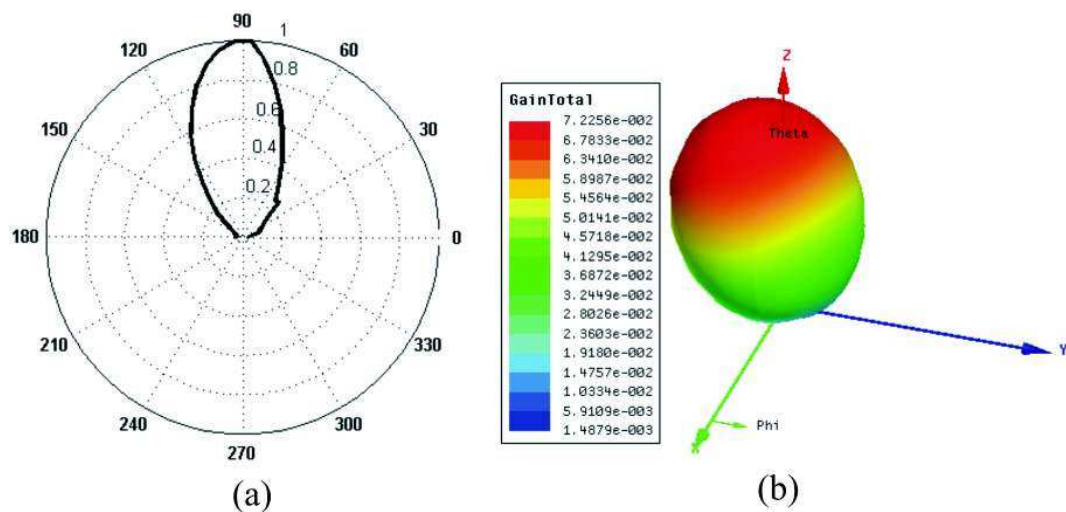 90
1
120
60
0.8
0.6
150
30
0.4
0.2
180
0
210
330
240
300
270
(a)
GainTotal
7.2256e-002
6.7833e-002
6.3410e-002
5.8987e-002
5.4564e-002
5.0141e-002
4.5718e-002
4.1295e-002
3.6872e-002
3.2449e-002
2.8026e-002
2.3603e-002
1.9180e-002
1.4757e-002
1.0334e-002
5.9109e-003
1.4879e-003
Z
Theta
Y
Phi
X
(b)